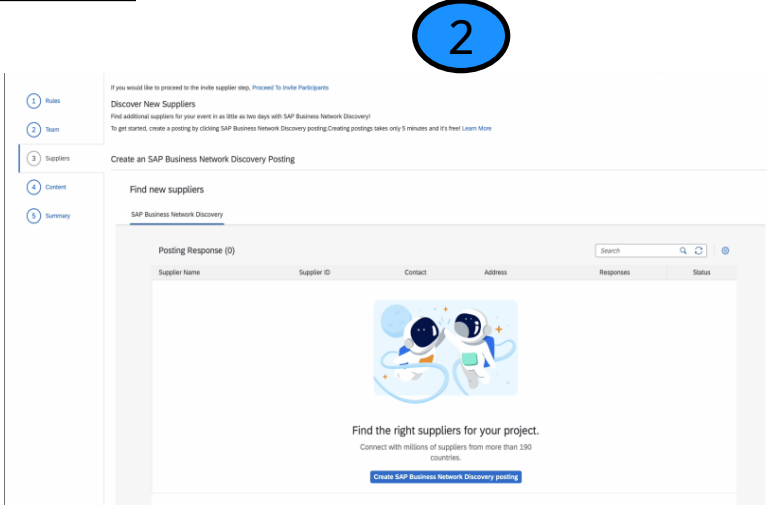 2
If you would like to proceed to the invite supplier step, Proceed To Invite Participants
Discover New Suppliers
Find additional suppliers for your event in as little as two days with SAP Business Network Discovery!
To get started, create a posting by clicking SAP Business Network Discovery posting.Creating postings takes only 5 minutes and it's free! Learn More
1 Rules
2 Team
3 Suppliers
4 Content
5 Summary
Create an SAP Business Network Discovery Posting
Find new suppliers
SAP Business Network Discovery
Posting Response (0)
Search
Supplier Name Supplier ID Contact Address Responses Status
Find the right suppliers for your project.
Connect with millions of suppliers from more than 190
countries.
Create SAP Business Network Discovery posting